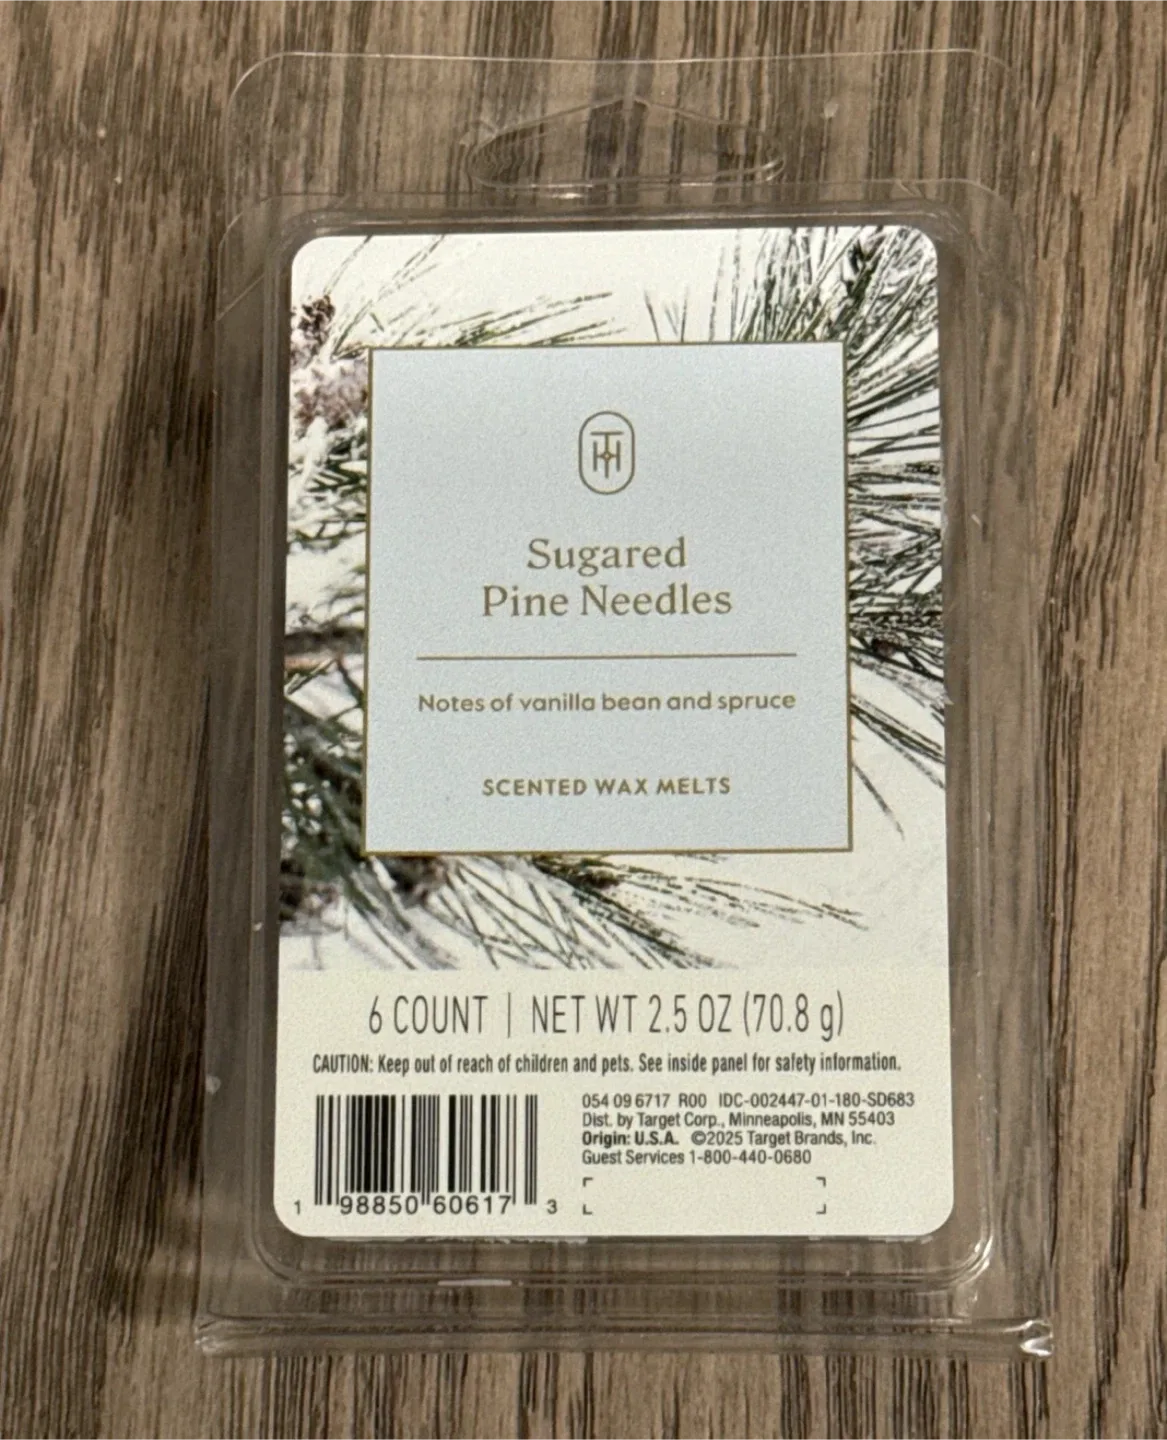 TH
Sugared
Pine Needles
Notes of vanilla bean and spruce
SCENTED WAX MELTS
6 COUNT | NET WT 2.5 OZ (70.8 g)
CAUTION: Keep out of reach of children and pets. See inside panel for safety information.
054 09 6717 R00 IDC-002447-01-180-SD683
Dist. by Target Corp., Minneapolis, MN 55403
Origin: U.S.A. ©2025 Target Brands, Inc.
Guest Services 1-800-440-0680
1 98850 60617 3